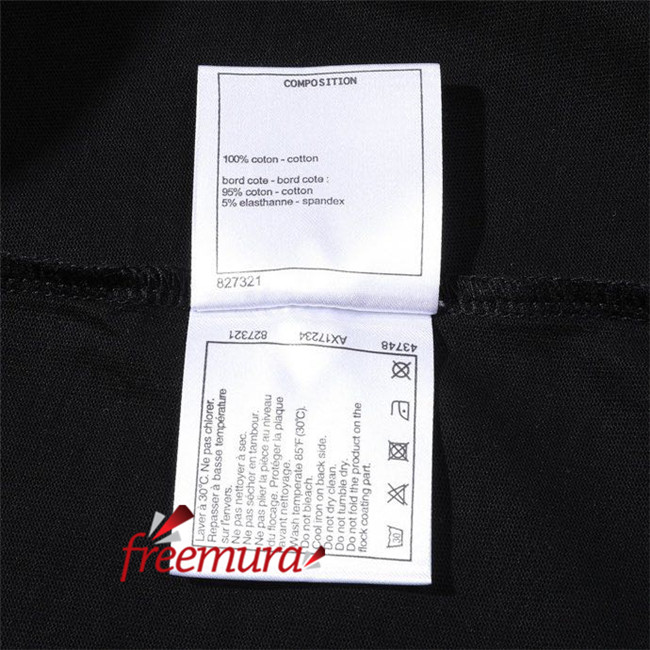 COMPOSITION
100% coton - cotton
bord cote - bord cote :
95% coton - cotton
5% elasthanne - spandex
827321
827321 AX17234 43748
Laver à 30°C. Ne pas chlorer.
Repasser à basse température
sur l'envers.
Ne pas nettoyer à sec.
Ne pas sécher en tambour.
Ne pas plier la pièce au niveau
du flocage. Protéger la plaque
avant nettoyage.
Wash temperate 85°F(30°C).
Do not bleach.
Cool iron on back side.
Do not dry clean.
Do not tumble dry.
Do not fold the product on the
flock coating part.
30
freemura